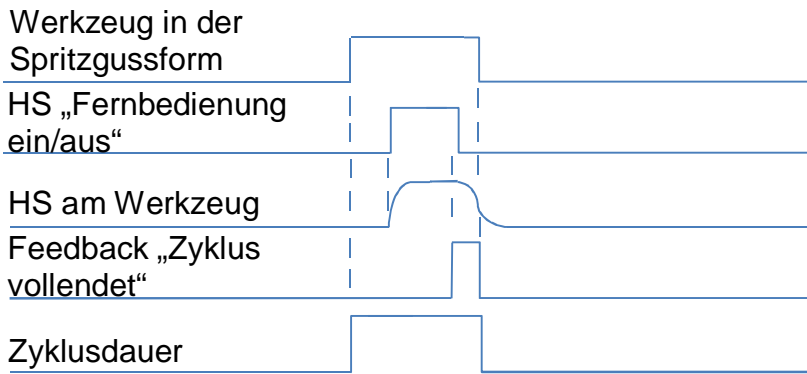 Werkzeug in der
Spritzgussform
HS „Fernbedienung
ein/aus“
HS am Werkzeug
Feedback „Zyklus
vollendet“
Zyklusdauer